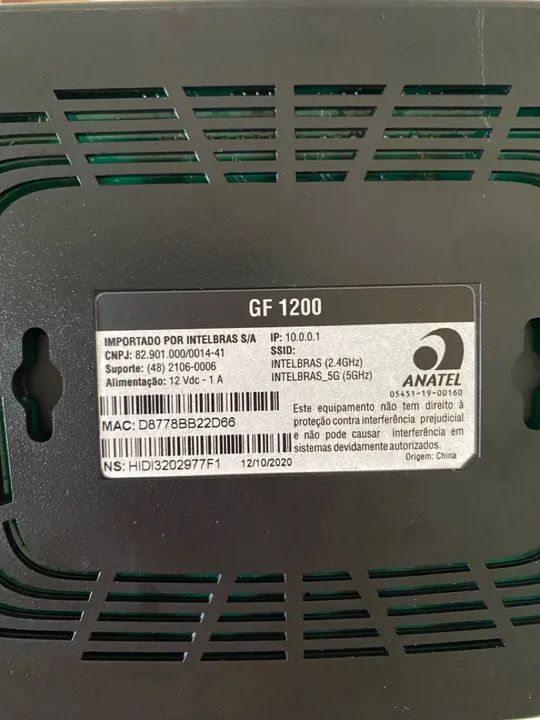 GF 1200
IMPORTADO POR INTELBRAS S/A
CNPJ: 82.901.000/0014-41
Suporte: (48) 2106-0006
Alimentação: 12 Vdc - 1 A
IP: 10.0.0.1
SSID:
INTELBRAS (2.4GHz)
INTELBRAS_5G (5GHz)
ANATEL
05451-19-00160
MAC: D8778BB22D66
NS: HIDI3202977F1 12/10/2020
Este equipamento não tem direito à
proteção contra interferência prejudicial
e não pode causar interferência em
sistemas devidamente autorizados.
Origem: China